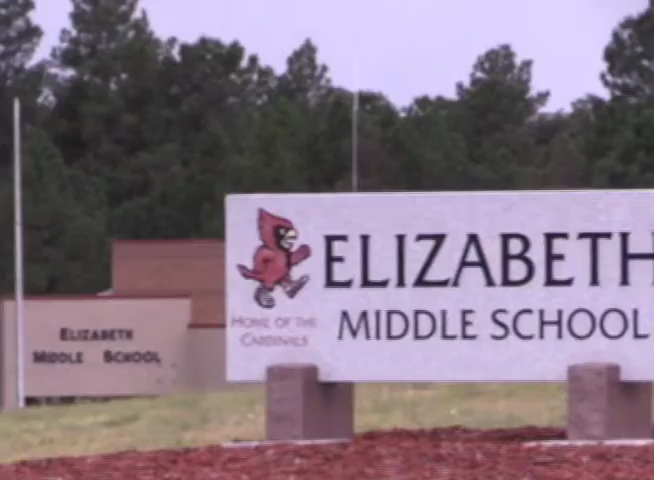 ELIZABETH
MIDDLE SCHOOL
HOME OF THE
CARDINALS
ELIZABETH
MIDDLE SCHOOL